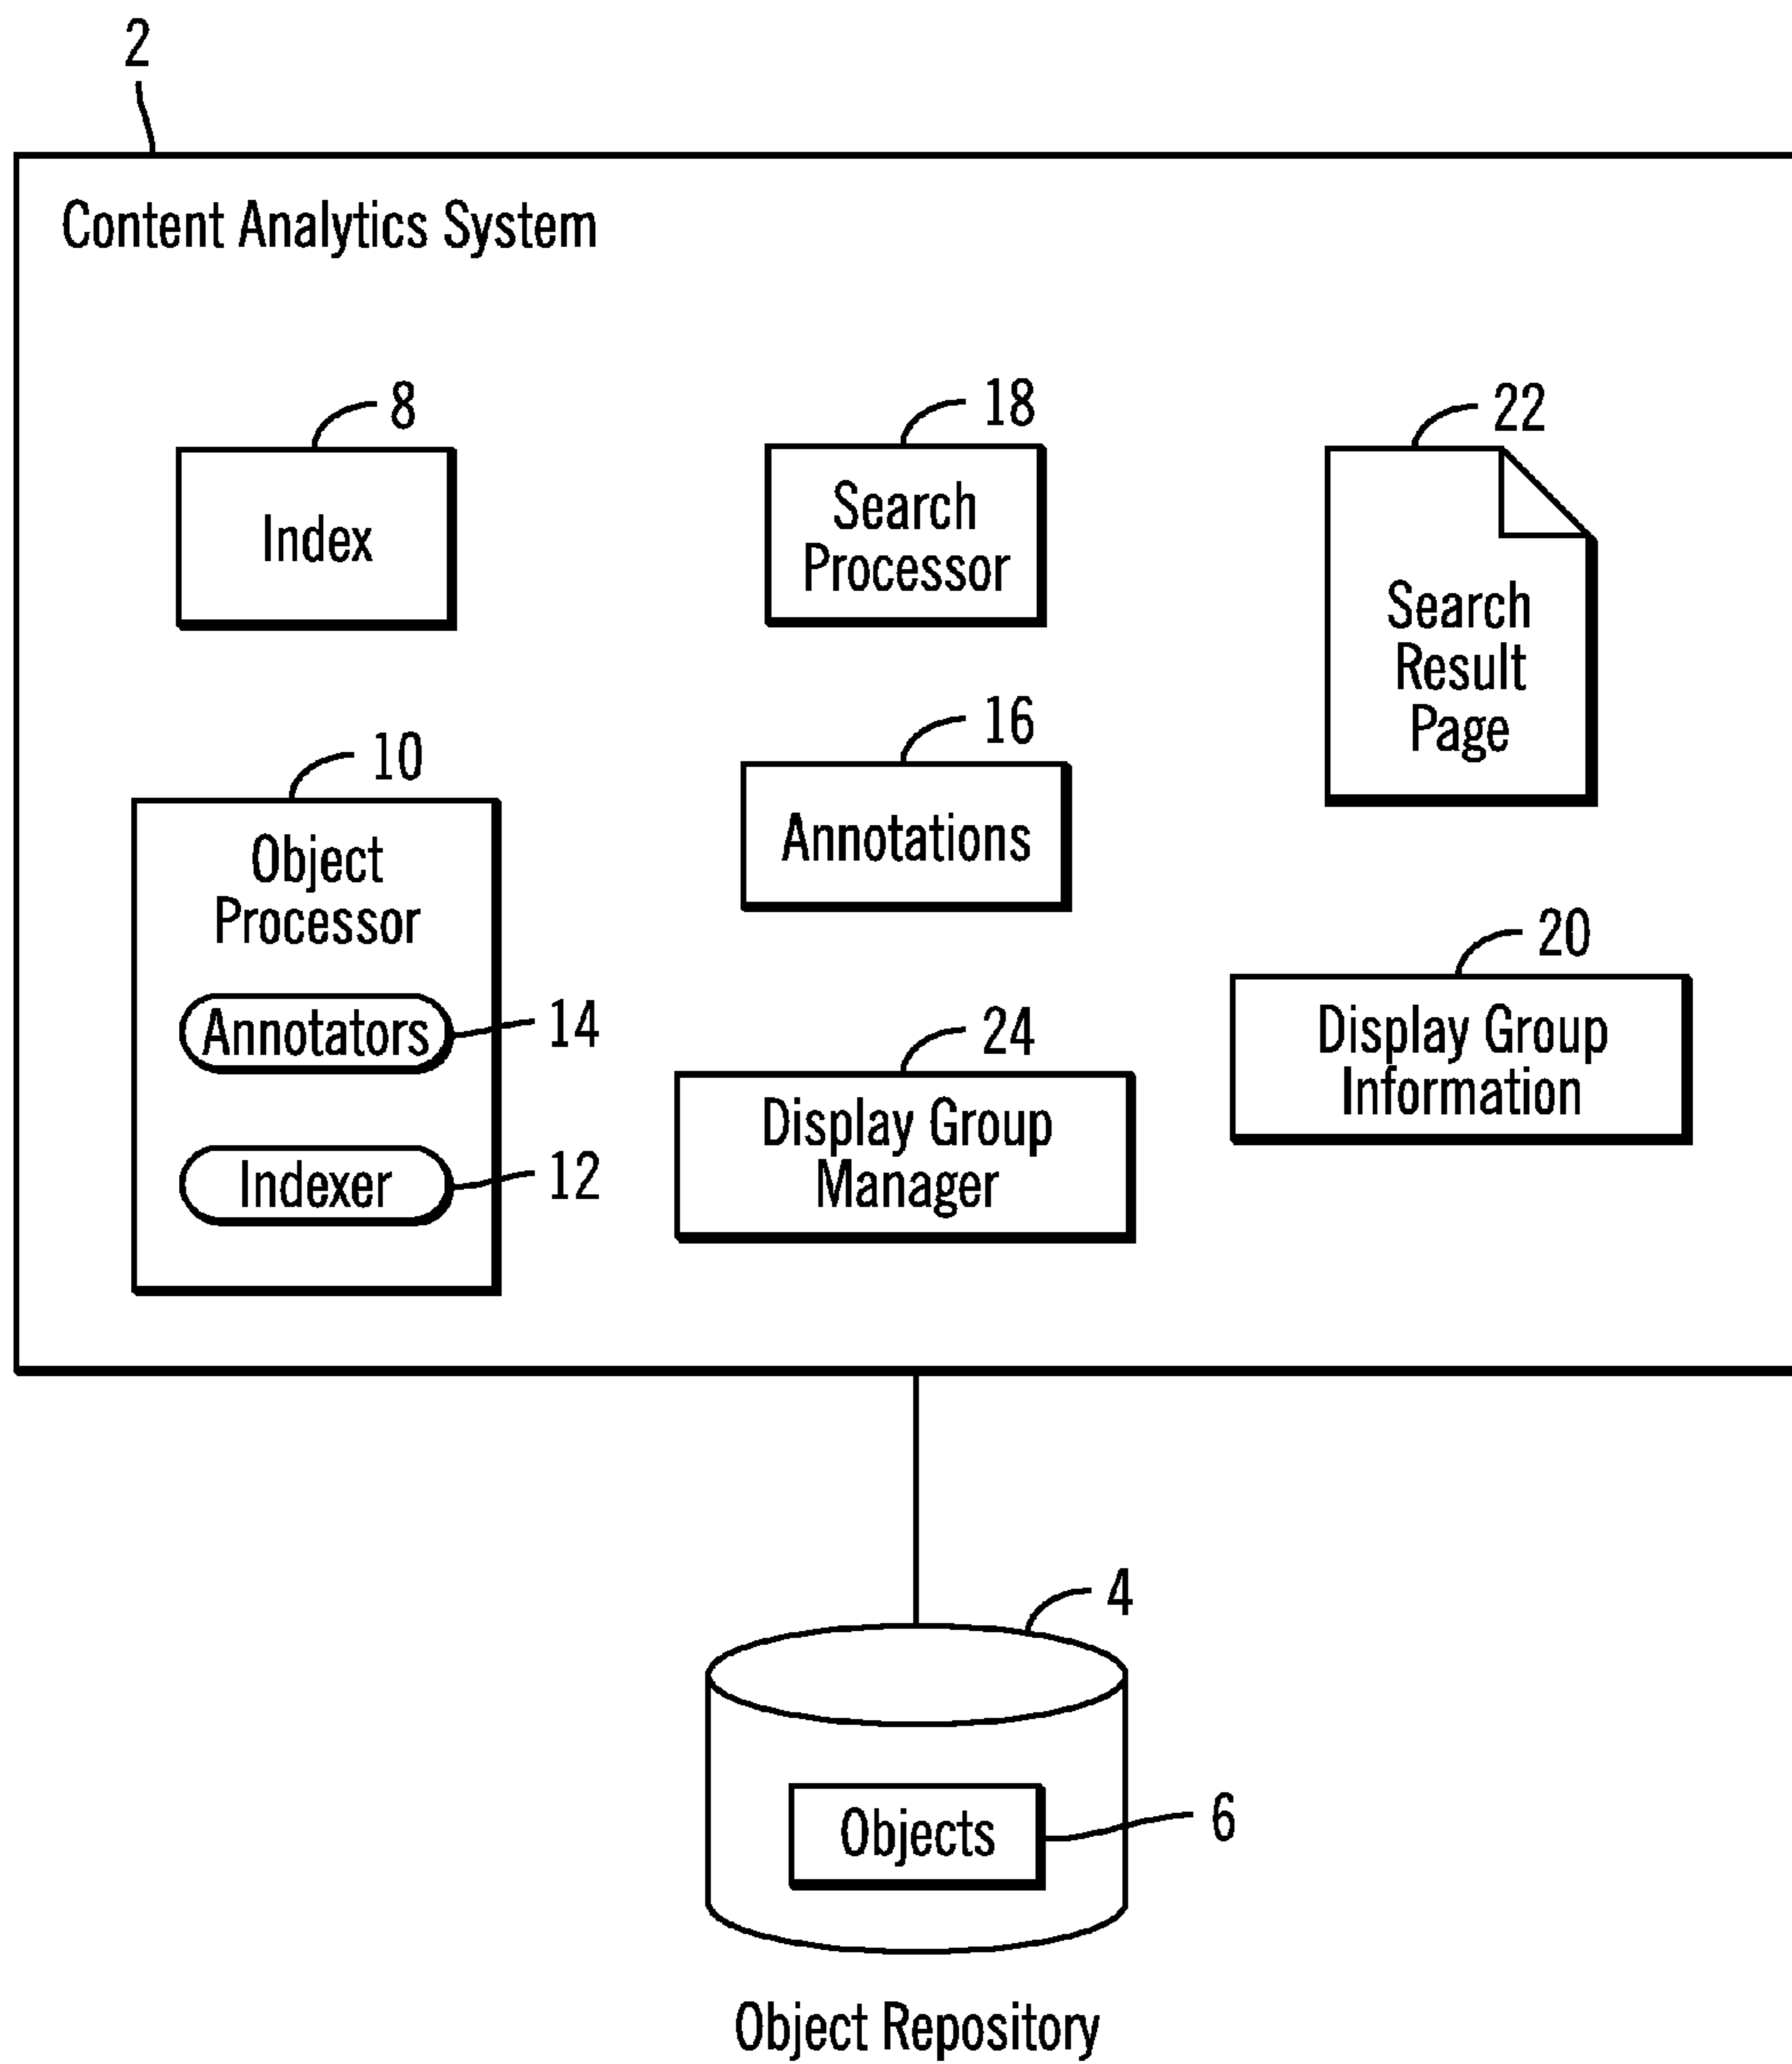 2
Content Analytics System
8
Index
18
Search
Processor
22
Search
Result
Page
10
Object
Processor
Annotators
14
Indexer
12
16
Annotations
24
Display Group
Manager
20
Display Group
Information
4
Objects
6
Object Repository